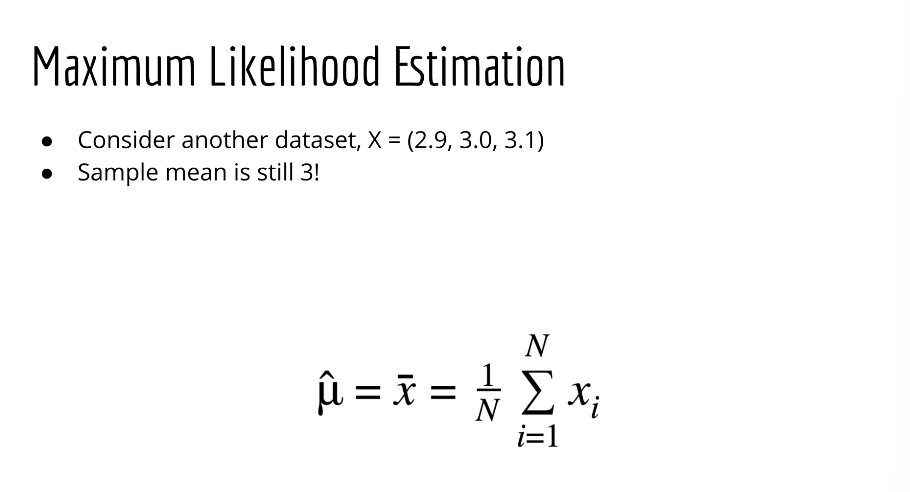 Maximum Likelihood Estimation
● Consider another dataset, X = (2.9, 3.0, 3.1)
● Sample mean is still 3!
μ̂ = x̄ = 1/N ∑_{i=1}^{N} x_i